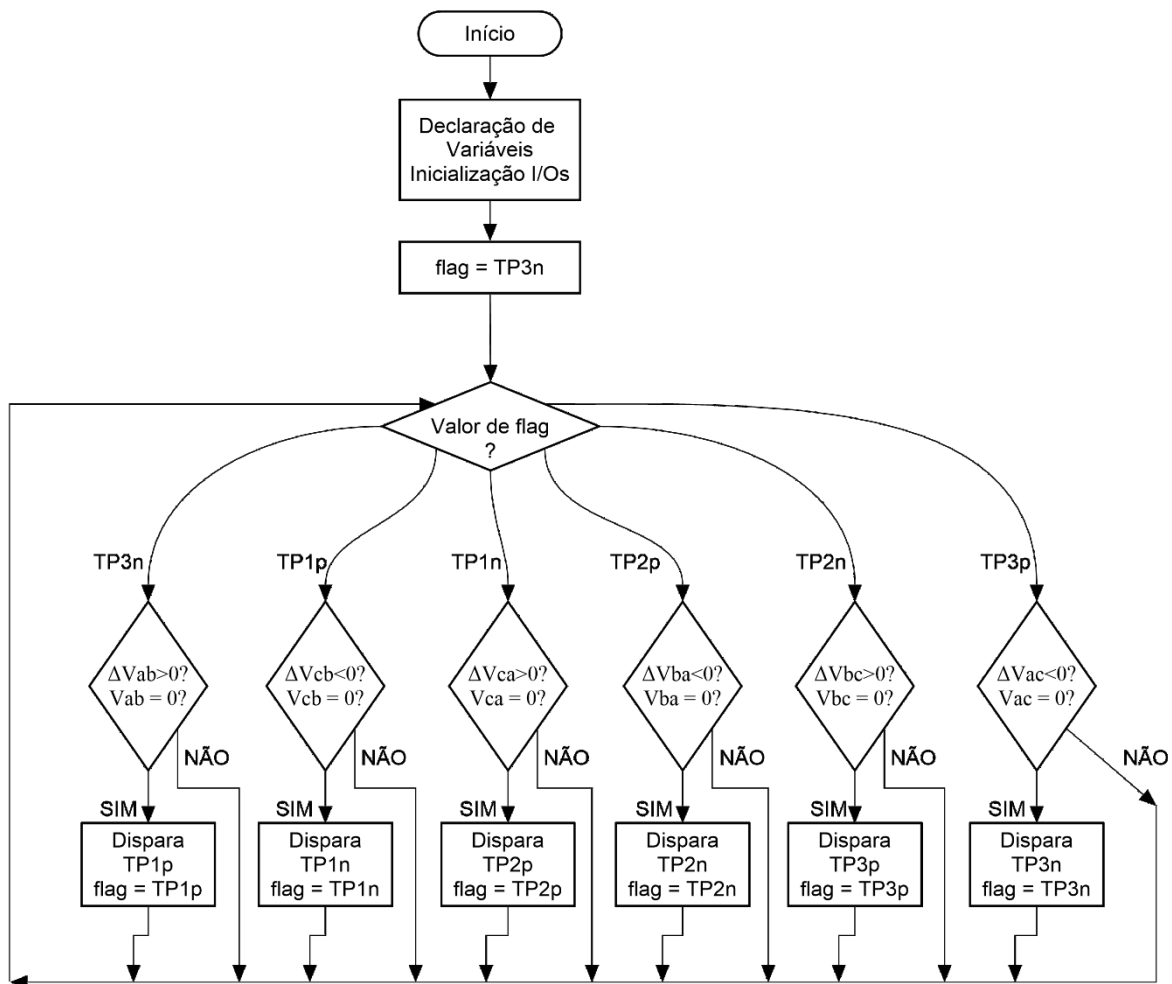 Início
Declaração de
Variáveis
Inicialização I/Os
flag = TP3n
Valor de flag
?
TP3n
TP1p
TP1n
TP2p
TP2n
TP3p
ΔVab>0?
Vab = 0?
ΔVcb<0?
Vcb = 0?
ΔVca>0?
Vca = 0?
ΔVba<0?
Vba = 0?
ΔVbc>0?
Vbc = 0?
ΔVac<0?
Vac = 0?
NÃO
NÃO
NÃO
NÃO
NÃO
NÃO
SIM
SIM
SIM
SIM
SIM
SIM
Dispara
TP1p
flag = TP1p
Dispara
TP1n
flag = TP1n
Dispara
TP2p
flag = TP2p
Dispara
TP2n
flag = TP2n
Dispara
TP3p
flag = TP3p
Dispara
TP3n
flag = TP3n